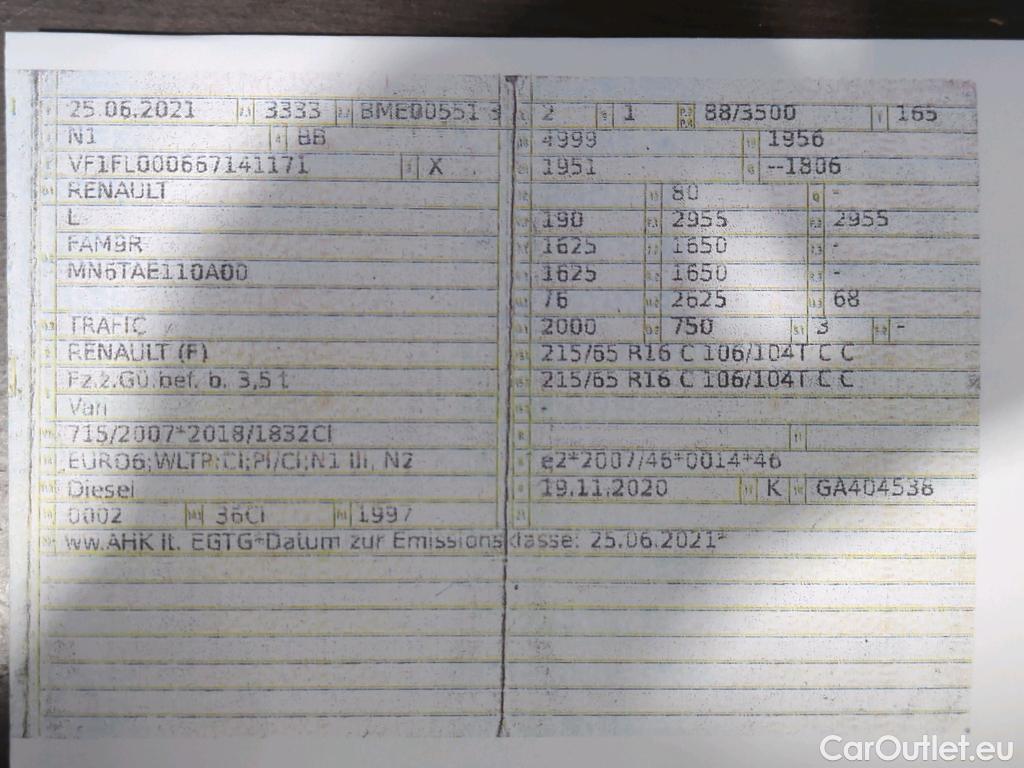 25.06.2021 3333 BME00551 3
N1 BB
VF1FL000667141171 X
RENAULT
L
FAM9R
MN6TAE110A00
TRAFIC
RENAULT (F)
Fz.z.Gü.bef. b. 3,5 t
Van
715/2007*2018/1832CI
EURO6;WLTP;CI;PI/CI;N1 III, N2
Diesel
0002 36CI 1997
ww.AHK lt. EGTG*Datum zur Emissionsklasse: 25.06.2021*
2 1 88/3500 165
4999 1956
1951 --1806
80 -
190 2955 2955
1625 1650 -
1625 1650 -
76 2625 68
2000 750 3 -
215/65 R16 C 106/104T C C
215/65 R16 C 106/104T C C
-
e2*2007/46*0014*46
19.11.2020 K GA404538
CarOutlet.eu